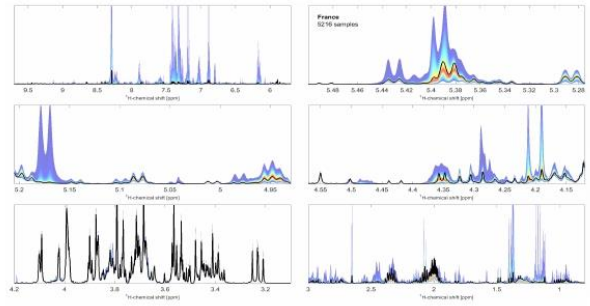 France
5216 samples
9.5 9 8.5 8 7.5 7 6.5 6
¹H-chemical shift [ppm]
5.48 5.46 5.44 5.42 5.4 5.38 5.36 5.34 5.32 5.3 5.28
¹H-chemical shift [ppm]
5.2 5.15 5.1 5.05 5 4.95
¹H-chemical shift [ppm]
4.55 4.5 4.45 4.4 4.35 4.3 4.25 4.2 4.15
¹H-chemical shift [ppm]
4.2 4 3.8 3.6 3.4 3.2
¹H-chemical shift [ppm]
3 2.5 2 1.5 1
¹H-chemical shift [ppm]